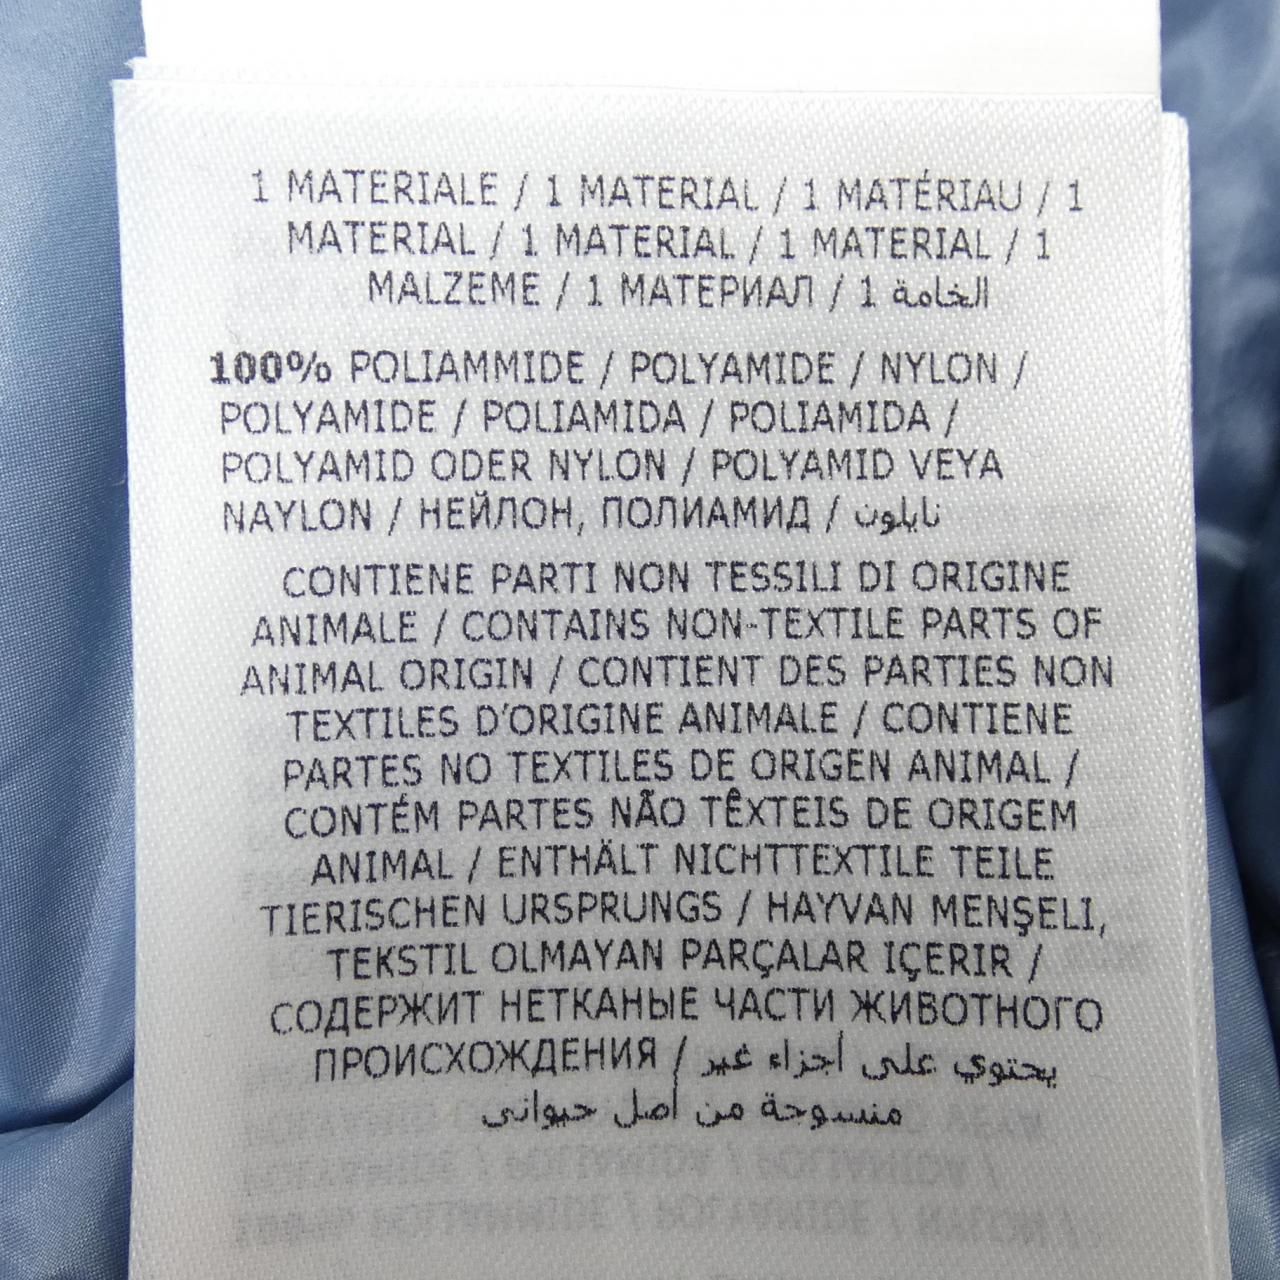 1 MATERIALE / 1 MATERIAL / 1 MATÉRIAU / 1
MATERIAL / 1 MATERIAL / 1 MATERIAL / 1
MALZEME / 1 МАТЕРИАЛ / 1 الخامة
100% POLIAMMIDE / POLYAMIDE / NYLON /
POLYAMIDE / POLIAMIDA / POLIAMIDA /
POLYAMID ODER NYLON / POLYAMID VEYA
NAYLON / НЕЙЛОН, ПОЛИАМИД / نايلون
CONTIENE PARTI NON TESSILI DI ORIGINE
ANIMALE / CONTAINS NON-TEXTILE PARTS OF
ANIMAL ORIGIN / CONTIENT DES PARTIES NON
TEXTILES D'ORIGINE ANIMALE / CONTIENE
PARTES NO TEXTILES DE ORIGEN ANIMAL /
CONTÉM PARTES NÃO TÊXTEIS DE ORIGEM
ANIMAL / ENTHÄLT NICHTTEXTILE TEILE
TIERISCHEN URSPRUNGS / HAYVAN MENŞELI,
TEKSTIL OLMAYAN PARÇALAR IÇERIR /
СОДЕРЖИТ НЕТКАНЫЕ ЧАСТИ ЖИВОТНОГО
ПРОИСХОЖДЕНИЯ / يحتوي على أجزاء غير
منسوجة من أصل حيوانى